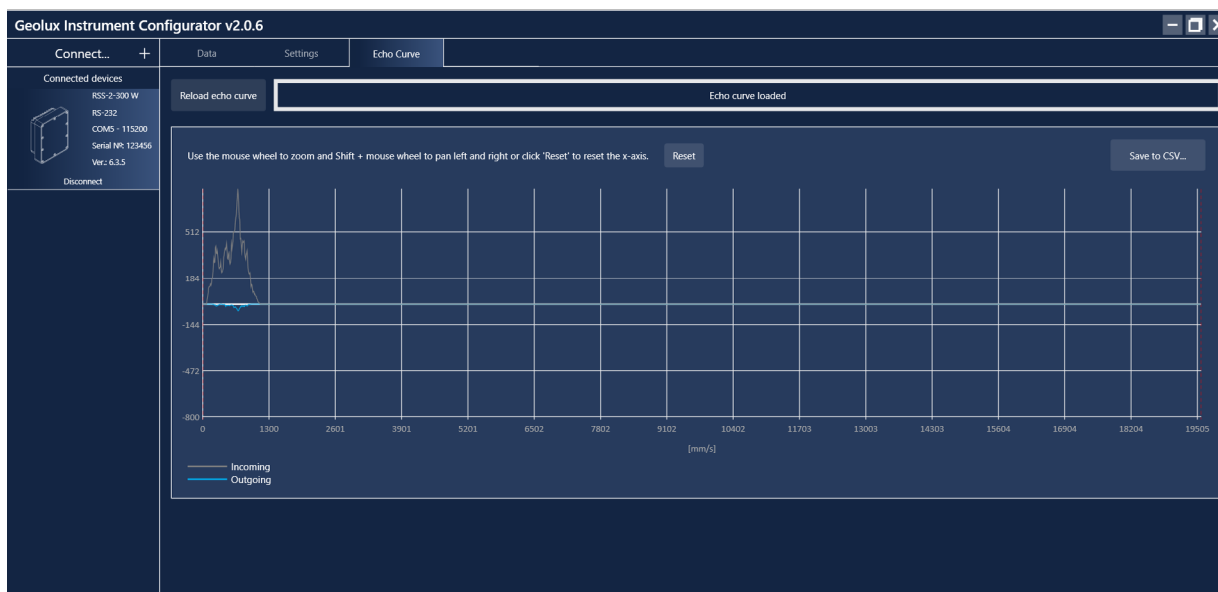 Geolux Instrument Configurator v2.0.6
Connect... +
Data Settings Echo Curve
Connected devices
RSS-2-300 W
RS-232
COM5 - 115200
Serial №: 123456
Ver.: 6.3.5
Disconnect
Reload echo curve
Echo curve loaded
Use the mouse wheel to zoom and Shift + mouse wheel to pan left and right or click 'Reset' to reset the x-axis.
Reset
Save to CSV...
512
184
-144
-472
-800
0 1300 2601 3901 5201 6502 7802 9102 10402 11703 13003 14303 15604 16904 18204 19505
[mm/s]
Incoming
Outgoing